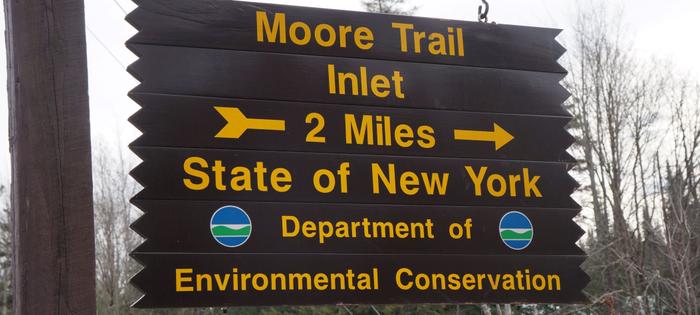 Moore Trail
Inlet
2 Miles
State of New York
Department of
Environmental Conservation